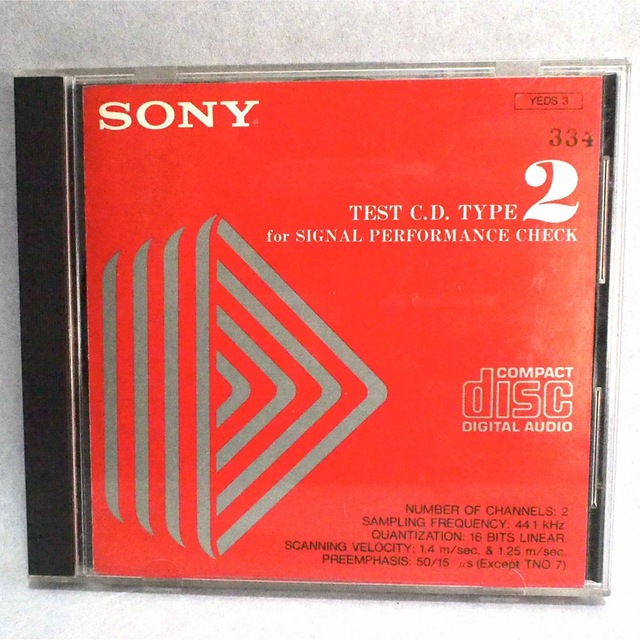 SONY®
YEDS 3
334
TEST C.D. TYPE 2
for SIGNAL PERFORMANCE CHECK
COMPACT
disc
DIGITAL AUDIO
NUMBER OF CHANNELS: 2
SAMPLING FREQUENCY: 44.1 kHz.
QUANTIZATION: 16 BITS LINEAR.
SCANNING VELOCITY: 1.4 m/sec. & 1.25 m/sec.
PREEMPHASIS: 50/15 μs (Except TNO 7)